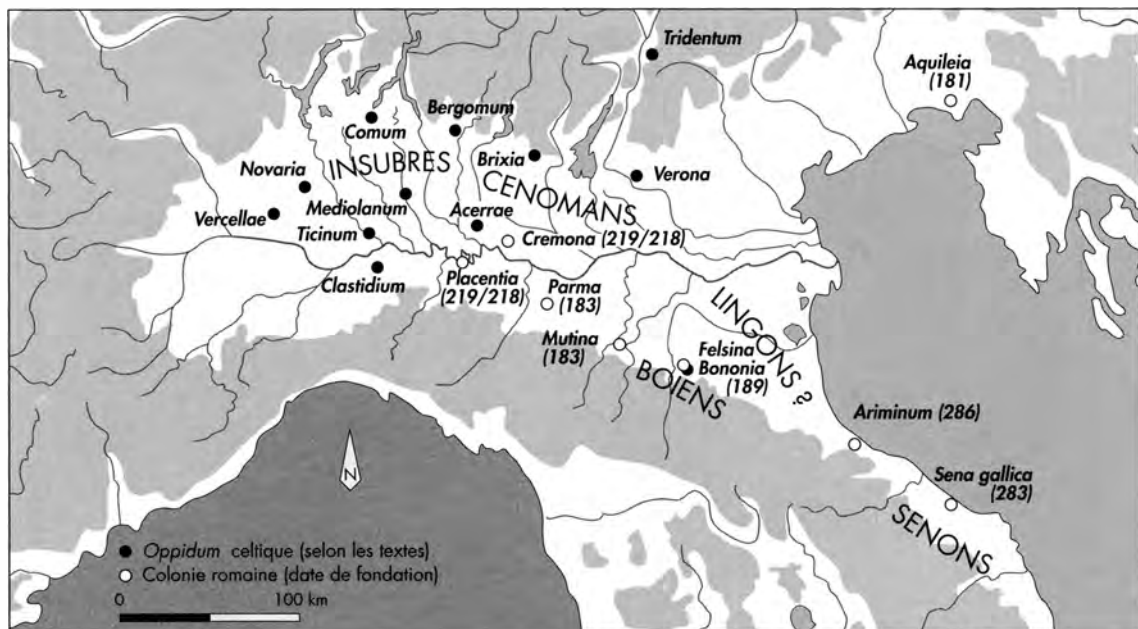 Tridentum
Aquileia
(181)
Bergomum
Comum
INSUBRES
Brixia
Novaria
CENOMANS
Verona
Mediolanum
Acerrae
Vercellae
Ticinum
Cremona (219/218)
Clastidium
Placentia
(219/218)
Parma
(183)
LINGONS ?
Mutina
(183)
Felsina
Bononia
(189)
BOIENS
Ariminum (286)
Sena gallica
(283)
SENONS
N
Oppidum celtique (selon les textes)
Colonie romaine (date de fondation)
0 100 km